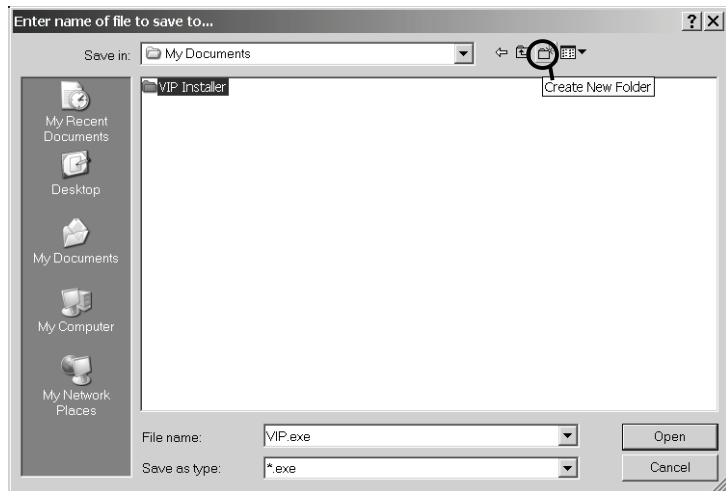 Enter name of file to save to...
Save in: My Documents
Create New Folder
VIP Installer
My Recent
Documents
Desktop
My Documents
My Computer
My Network
Places
File name: VIP.exe Open
Save as type: *.exe Cancel